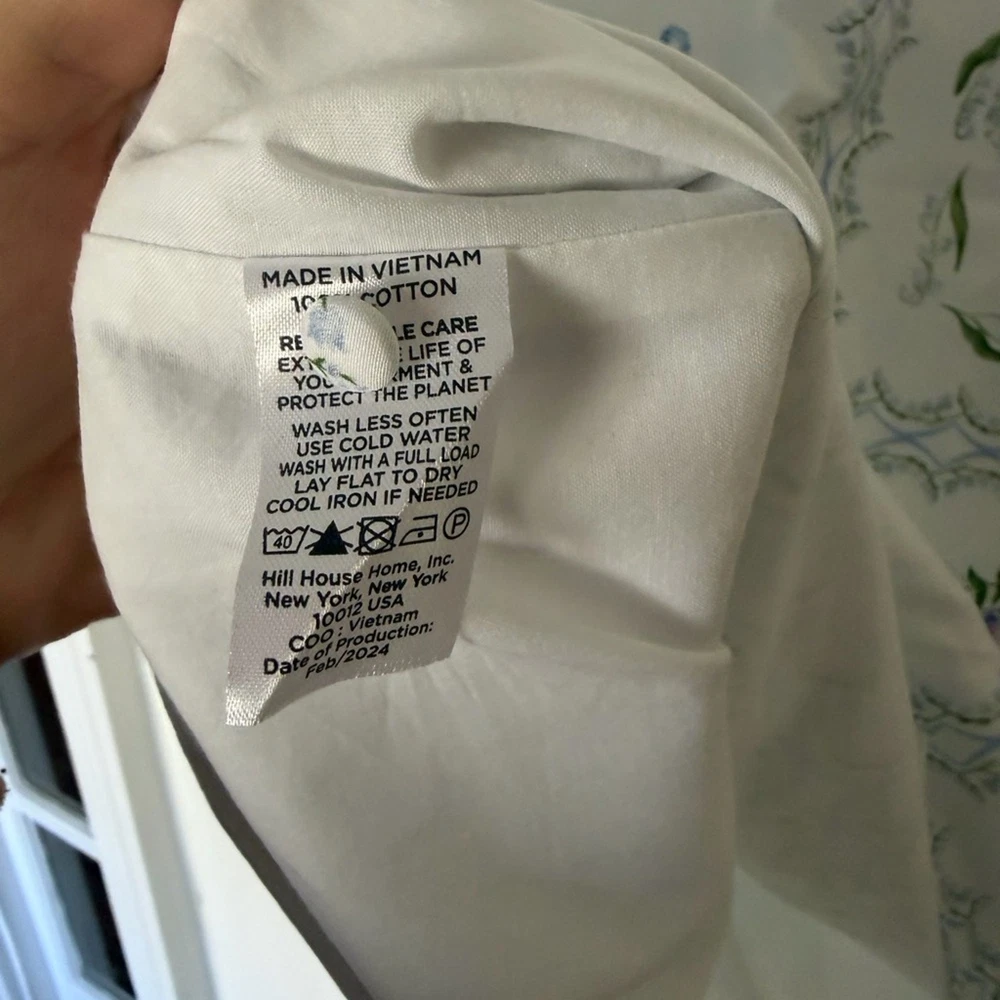 MADE IN VIETNAM
COTTON
CARE
LIFE OF
&
PROTECT THE PLANET
WASH LESS OFTEN
USE COLD WATER
WASH WITH A FULL LOAD
LAY FLAT TO DRY
COOL IRON IF NEEDED
40 P
Hill House Home, Inc.
New York, New York
10012 USA
COO : Vietnam
Date of Production:
Feb/2024